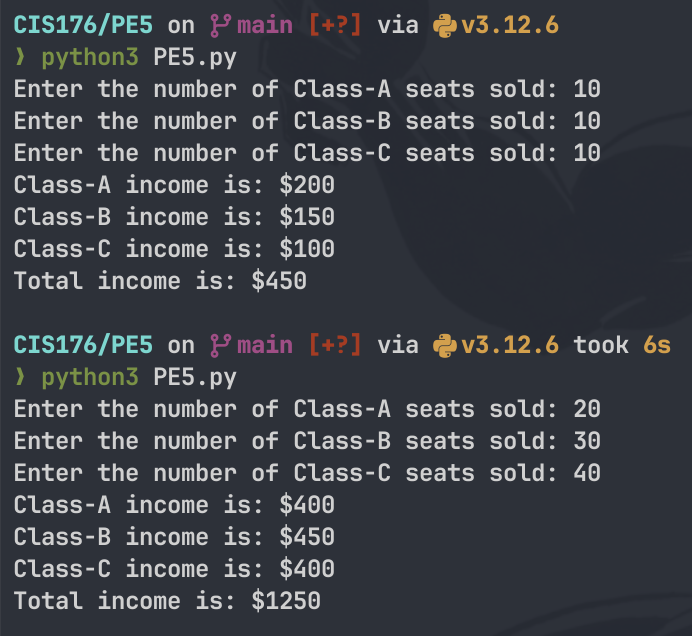 CIS176/PE5 on main [+?] via v3.12.6
❯ python3 PE5.py
Enter the number of Class-A seats sold: 10
Enter the number of Class-B seats sold: 10
Enter the number of Class-C seats sold: 10
Class-A income is: $200
Class-B income is: $150
Class-C income is: $100
Total income is: $450
CIS176/PE5 on main [+?] via v3.12.6 took 6s
❯ python3 PE5.py
Enter the number of Class-A seats sold: 20
Enter the number of Class-B seats sold: 30
Enter the number of Class-C seats sold: 40
Class-A income is: $400
Class-B income is: $450
Class-C income is: $400
Total income is: $1250